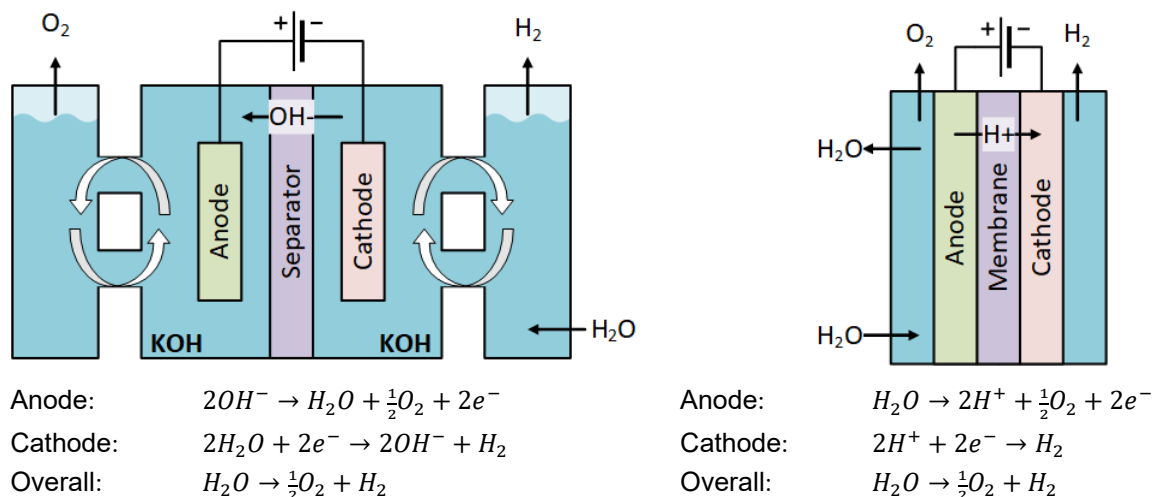 O₂
+ −
H₂
OH-
Anode
Separator
Cathode
KOH
KOH
H₂O
Anode: 2OH⁻ → H₂O + ½O₂ + 2e⁻
Cathode: 2H₂O + 2e⁻ → 2OH⁻ + H₂
Overall: H₂O → ½O₂ + H₂
O₂
+ −
H₂
H+
H₂O
Anode
Membrane
Cathode
H₂O
Anode: H₂O → 2H⁺ + ½O₂ + 2e⁻
Cathode: 2H⁺ + 2e⁻ → H₂
Overall: H₂O → ½O₂ + H₂